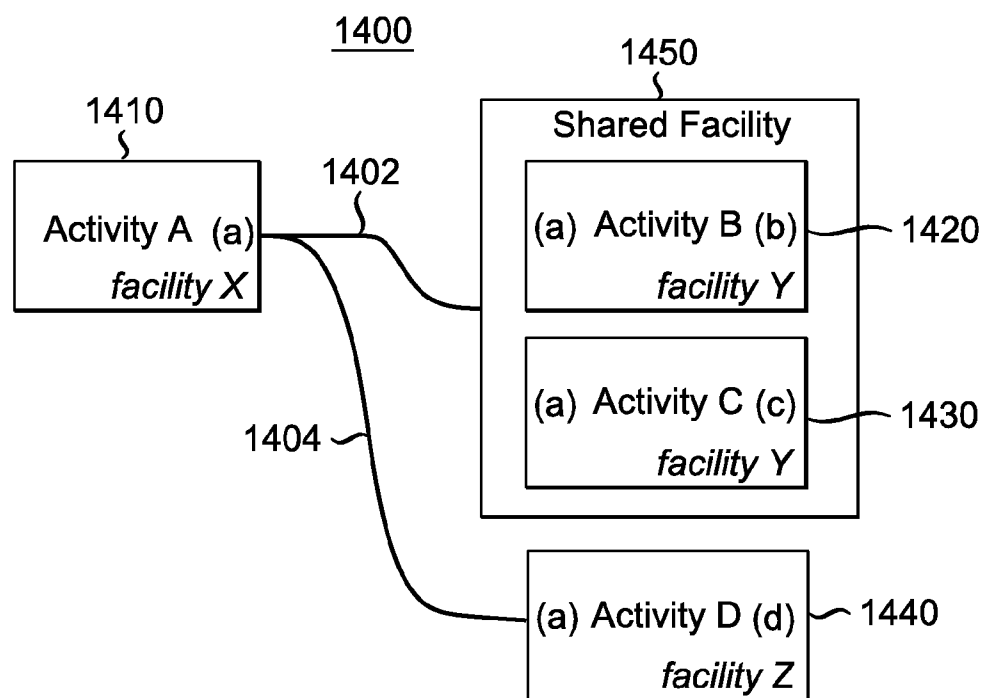 1400
1450
Shared Facility
1410
1402
Activity A (a)
facility X
(a) Activity B (b)
facility Y
1420
(a) Activity C (c)
facility Y
1430
1404
(a) Activity D (d)
facility Z
1440